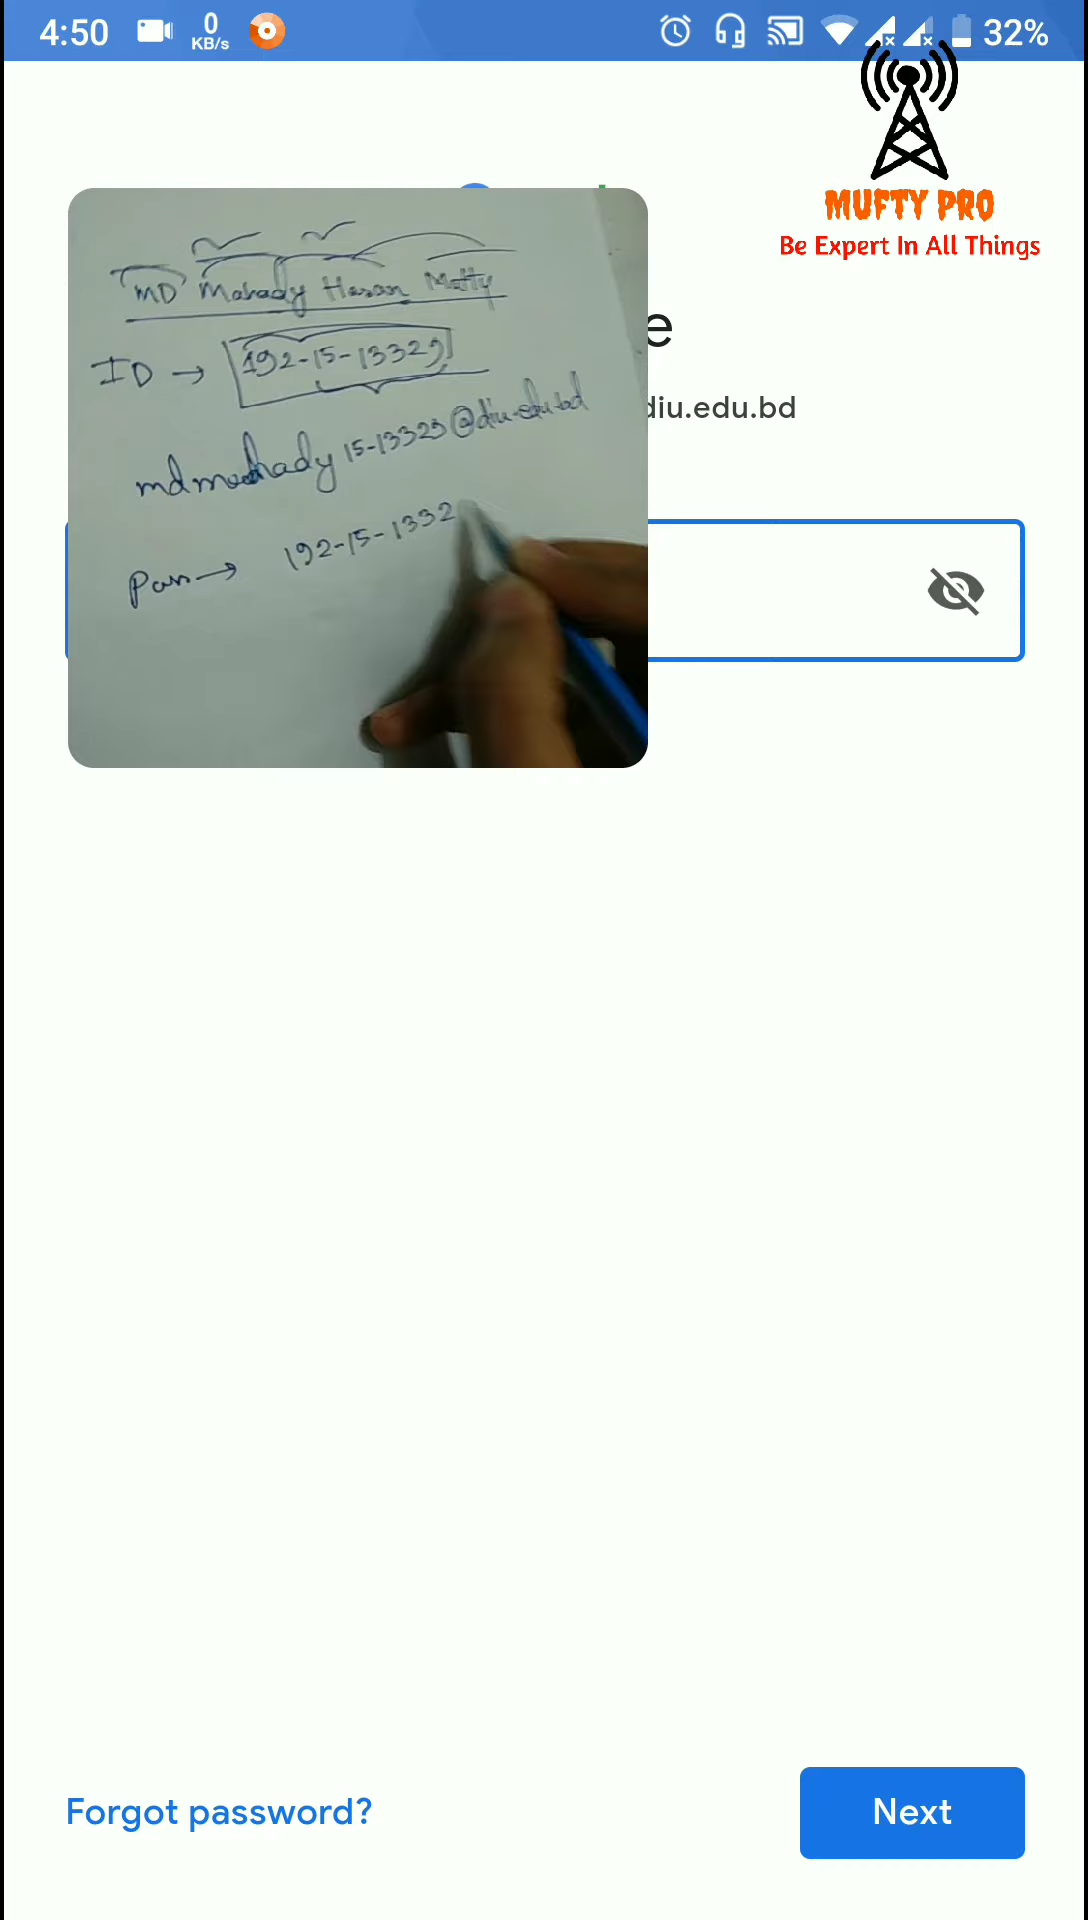 4:50
0
KB/s
32%
MUFTY PRO
Be Expert In All Things
MD Mahady Hasan Mufty
ID → 192-15-13329
mdmahady15-13329@diu.edu.bd
Pass → 192-15-1332
e
diu.edu.bd
Forgot password?
Next